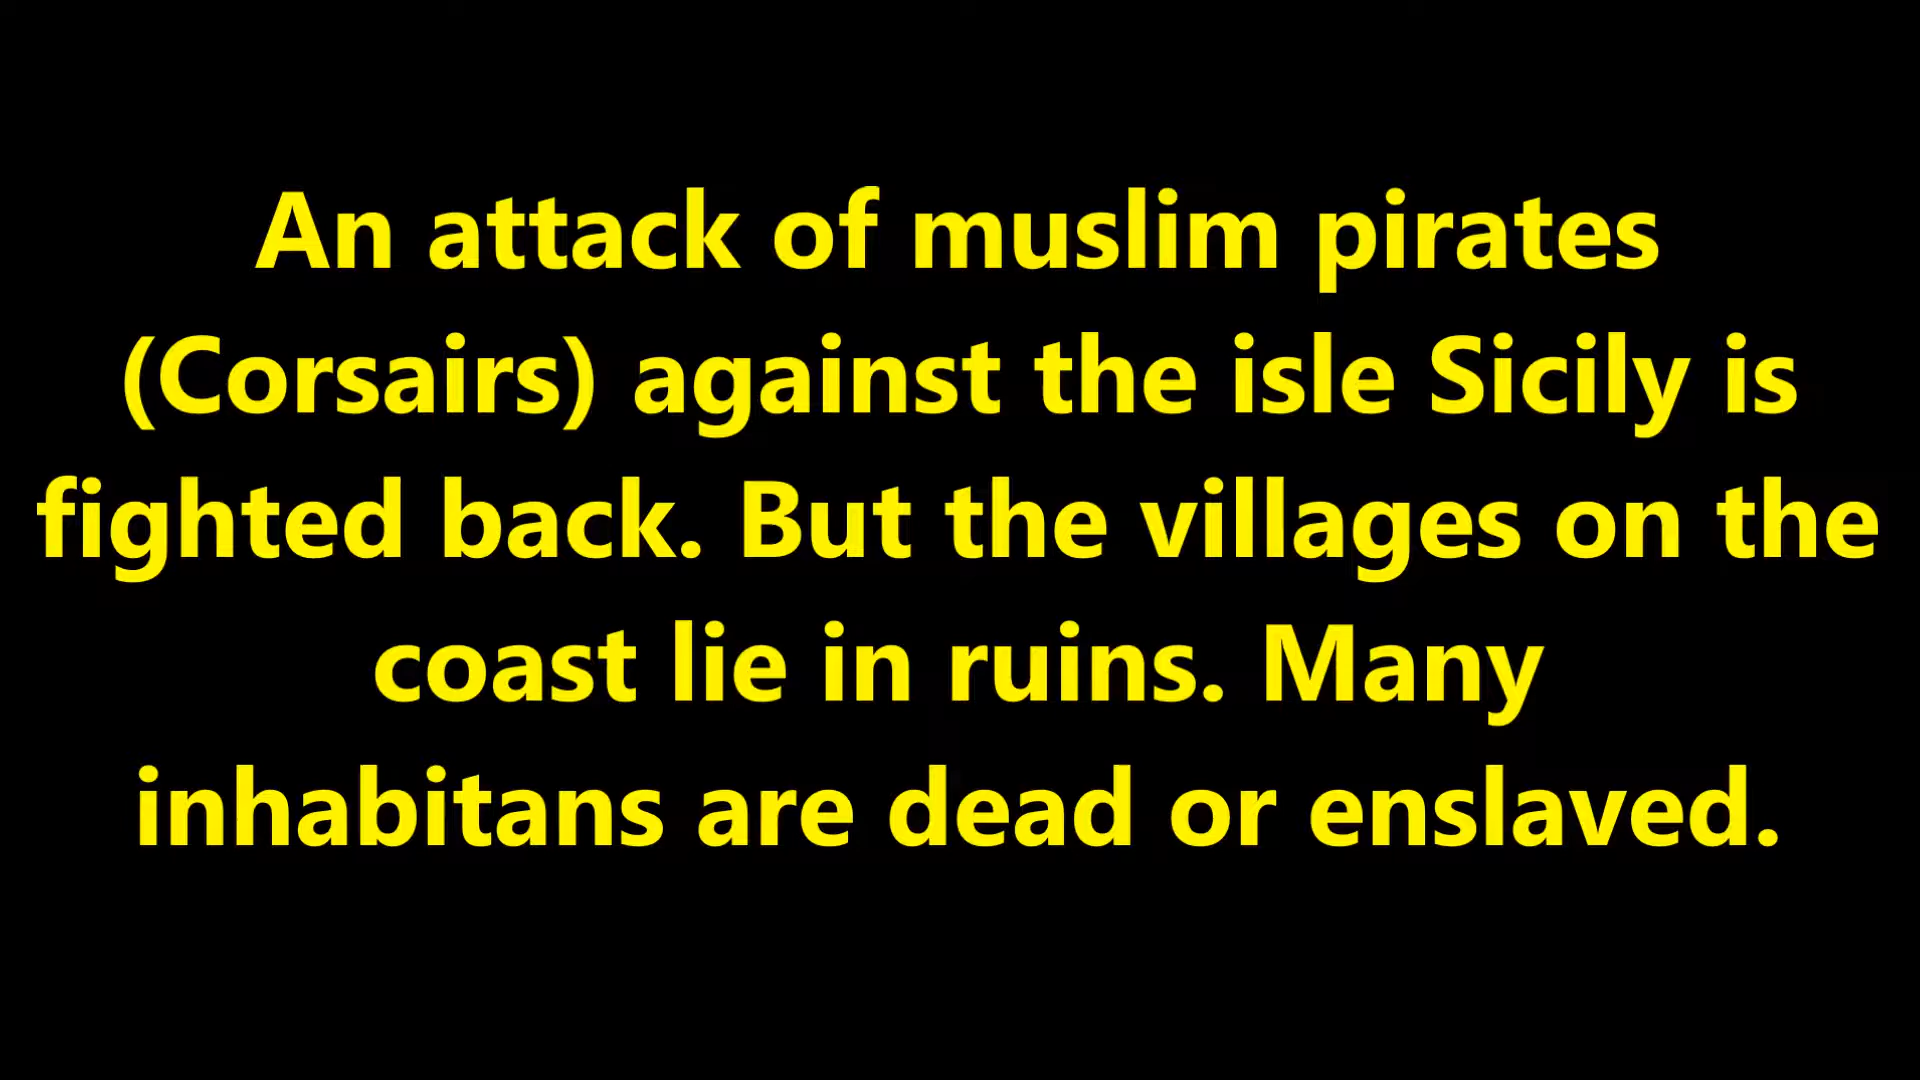 An attack of muslim pirates
(Corsairs) against the isle Sicily is
fighted back. But the villages on the
coast lie in ruins. Many
inhabitans are dead or enslaved.